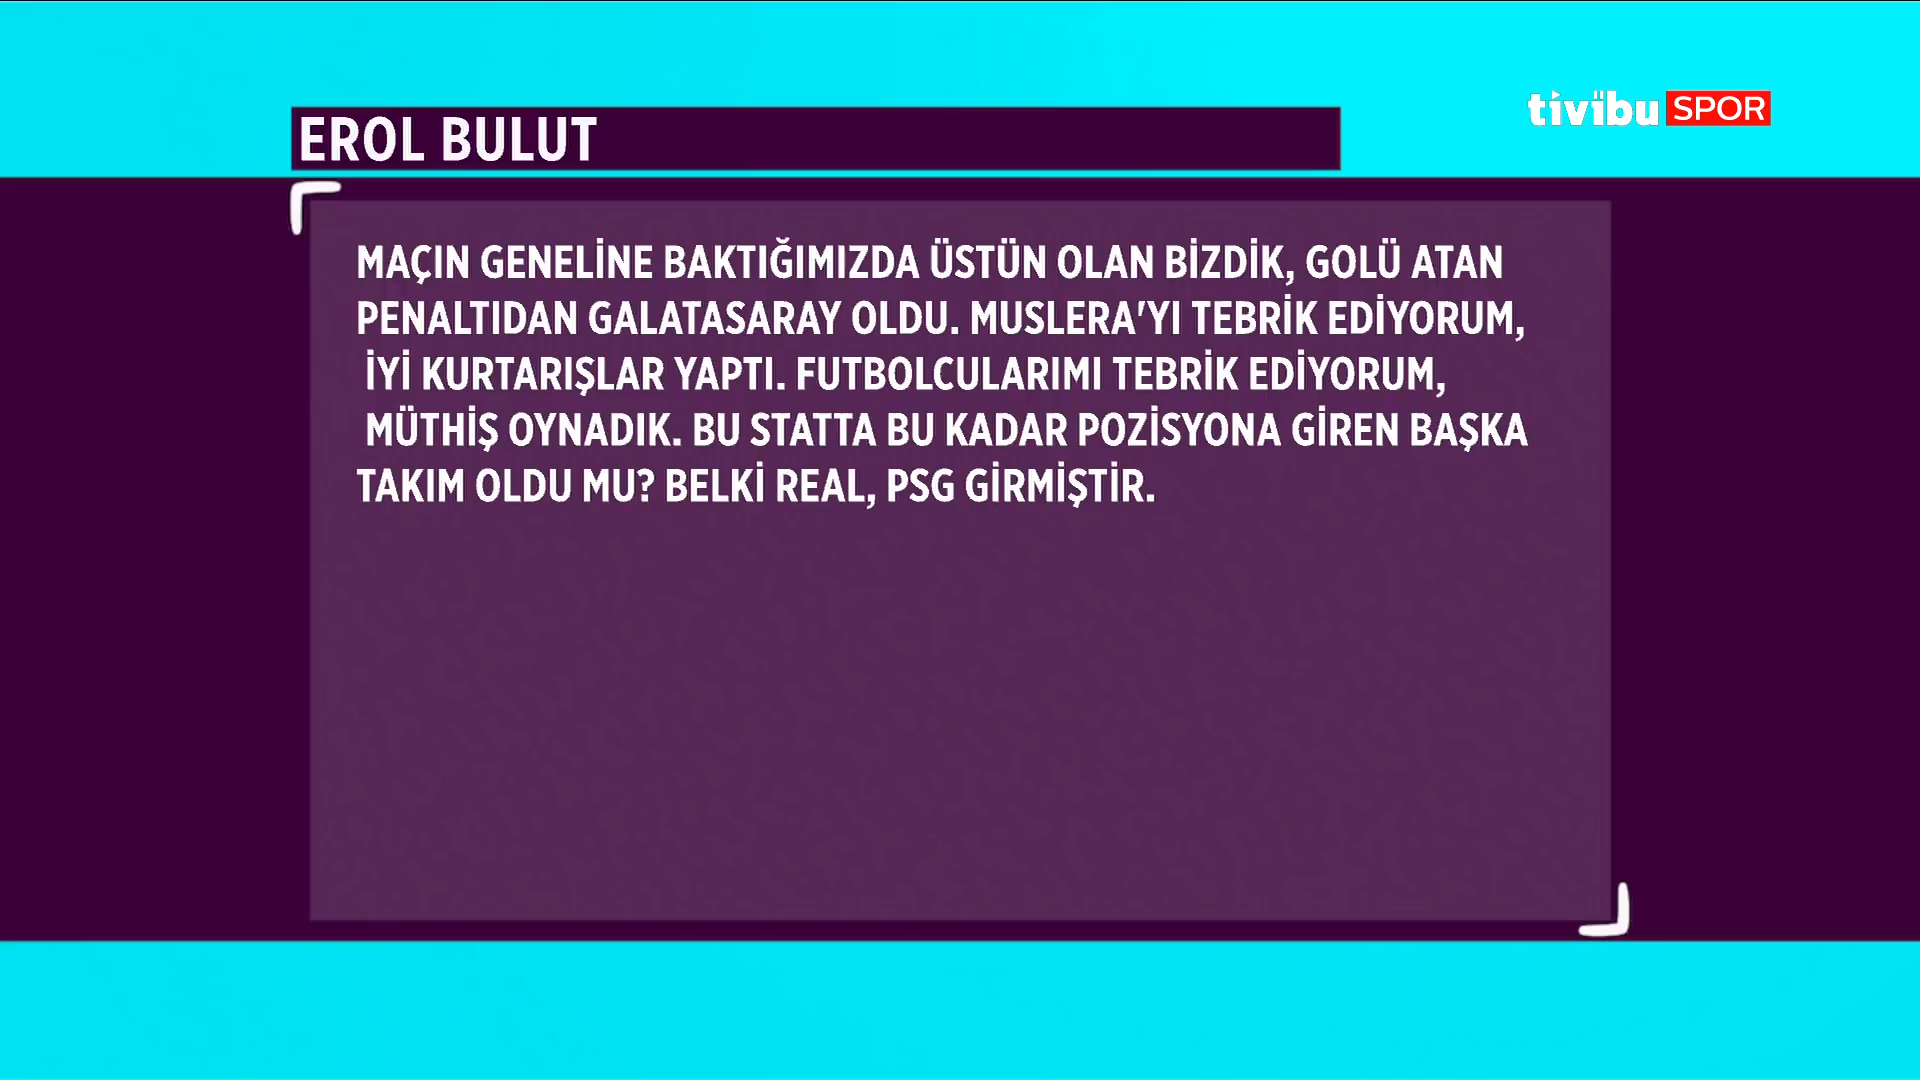 tivibu SPOR
EROL BULUT
MAÇIN GENELİNE BAKTIĞIMIZDA ÜSTÜN OLAN BİZDİK, GOLÜ ATAN
PENALTIDAN GALATASARAY OLDU. MUSLERA'YI TEBRİK EDİYORUM,
İYİ KURTARIŞLAR YAPTI. FUTBOLCULARIMI TEBRİK EDİYORUM,
MÜTHİŞ OYNADIK. BU STATTA BU KADAR POZİSYONA GİREN BAŞKA
TAKIM OLDU MU? BELKİ REAL, PSG GİRMİŞTİR.